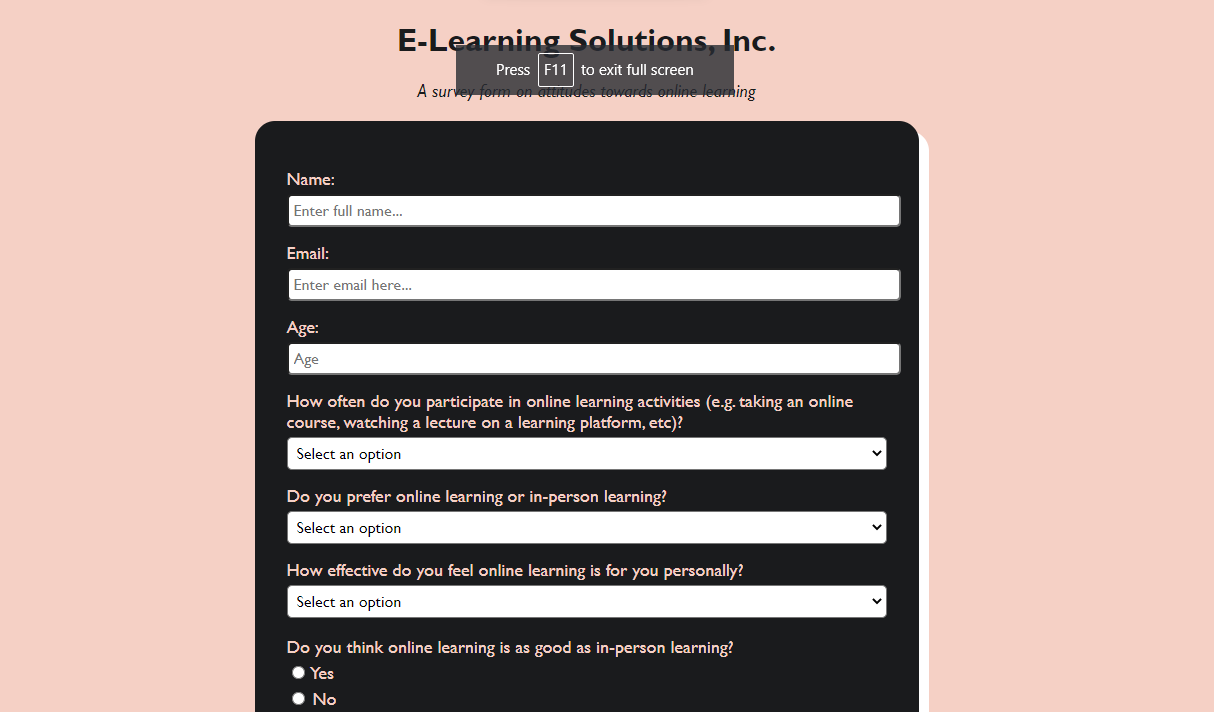 E-Learning Solutions, Inc.
Press F11 to exit full screen
A survey form on attitudes towards online learning
Name:
Enter full name...
Email:
Enter email here...
Age:
Age
How often do you participate in online learning activities (e.g. taking an online
course, watching a lecture on a learning platform, etc)?
Select an option
Do you prefer online learning or in-person learning?
Select an option
How effective do you feel online learning is for you personally?
Select an option
Do you think online learning is as good as in-person learning?
Yes
No